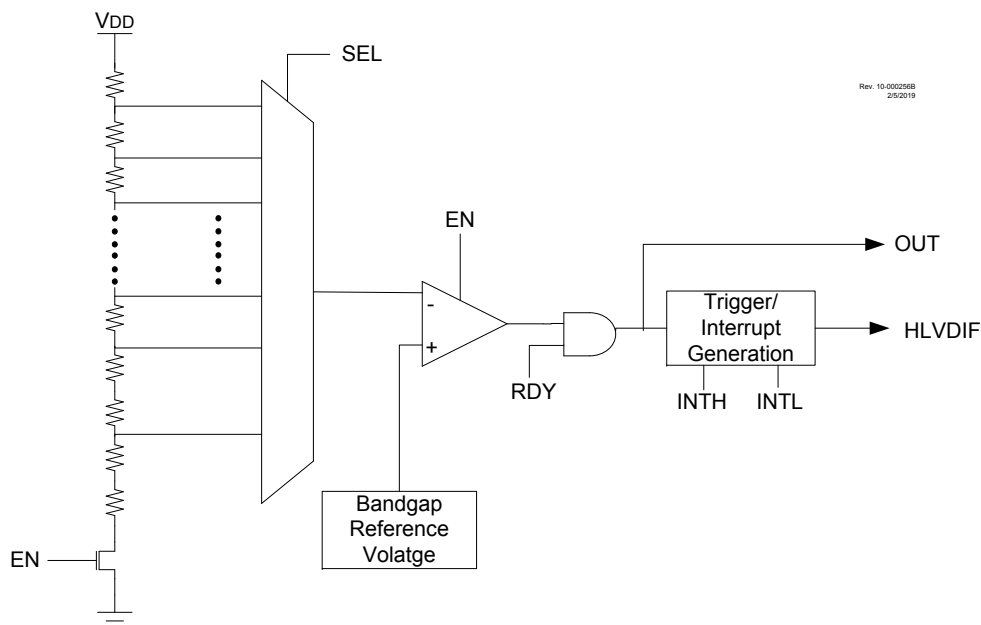 VDD
SEL
Rev. 10-000256B
2/5/2019
EN
OUT
-
+
Trigger/
Interrupt
Generation
HLVDIF
RDY
INTH
INTL
Bandgap
Reference
Volatge
EN